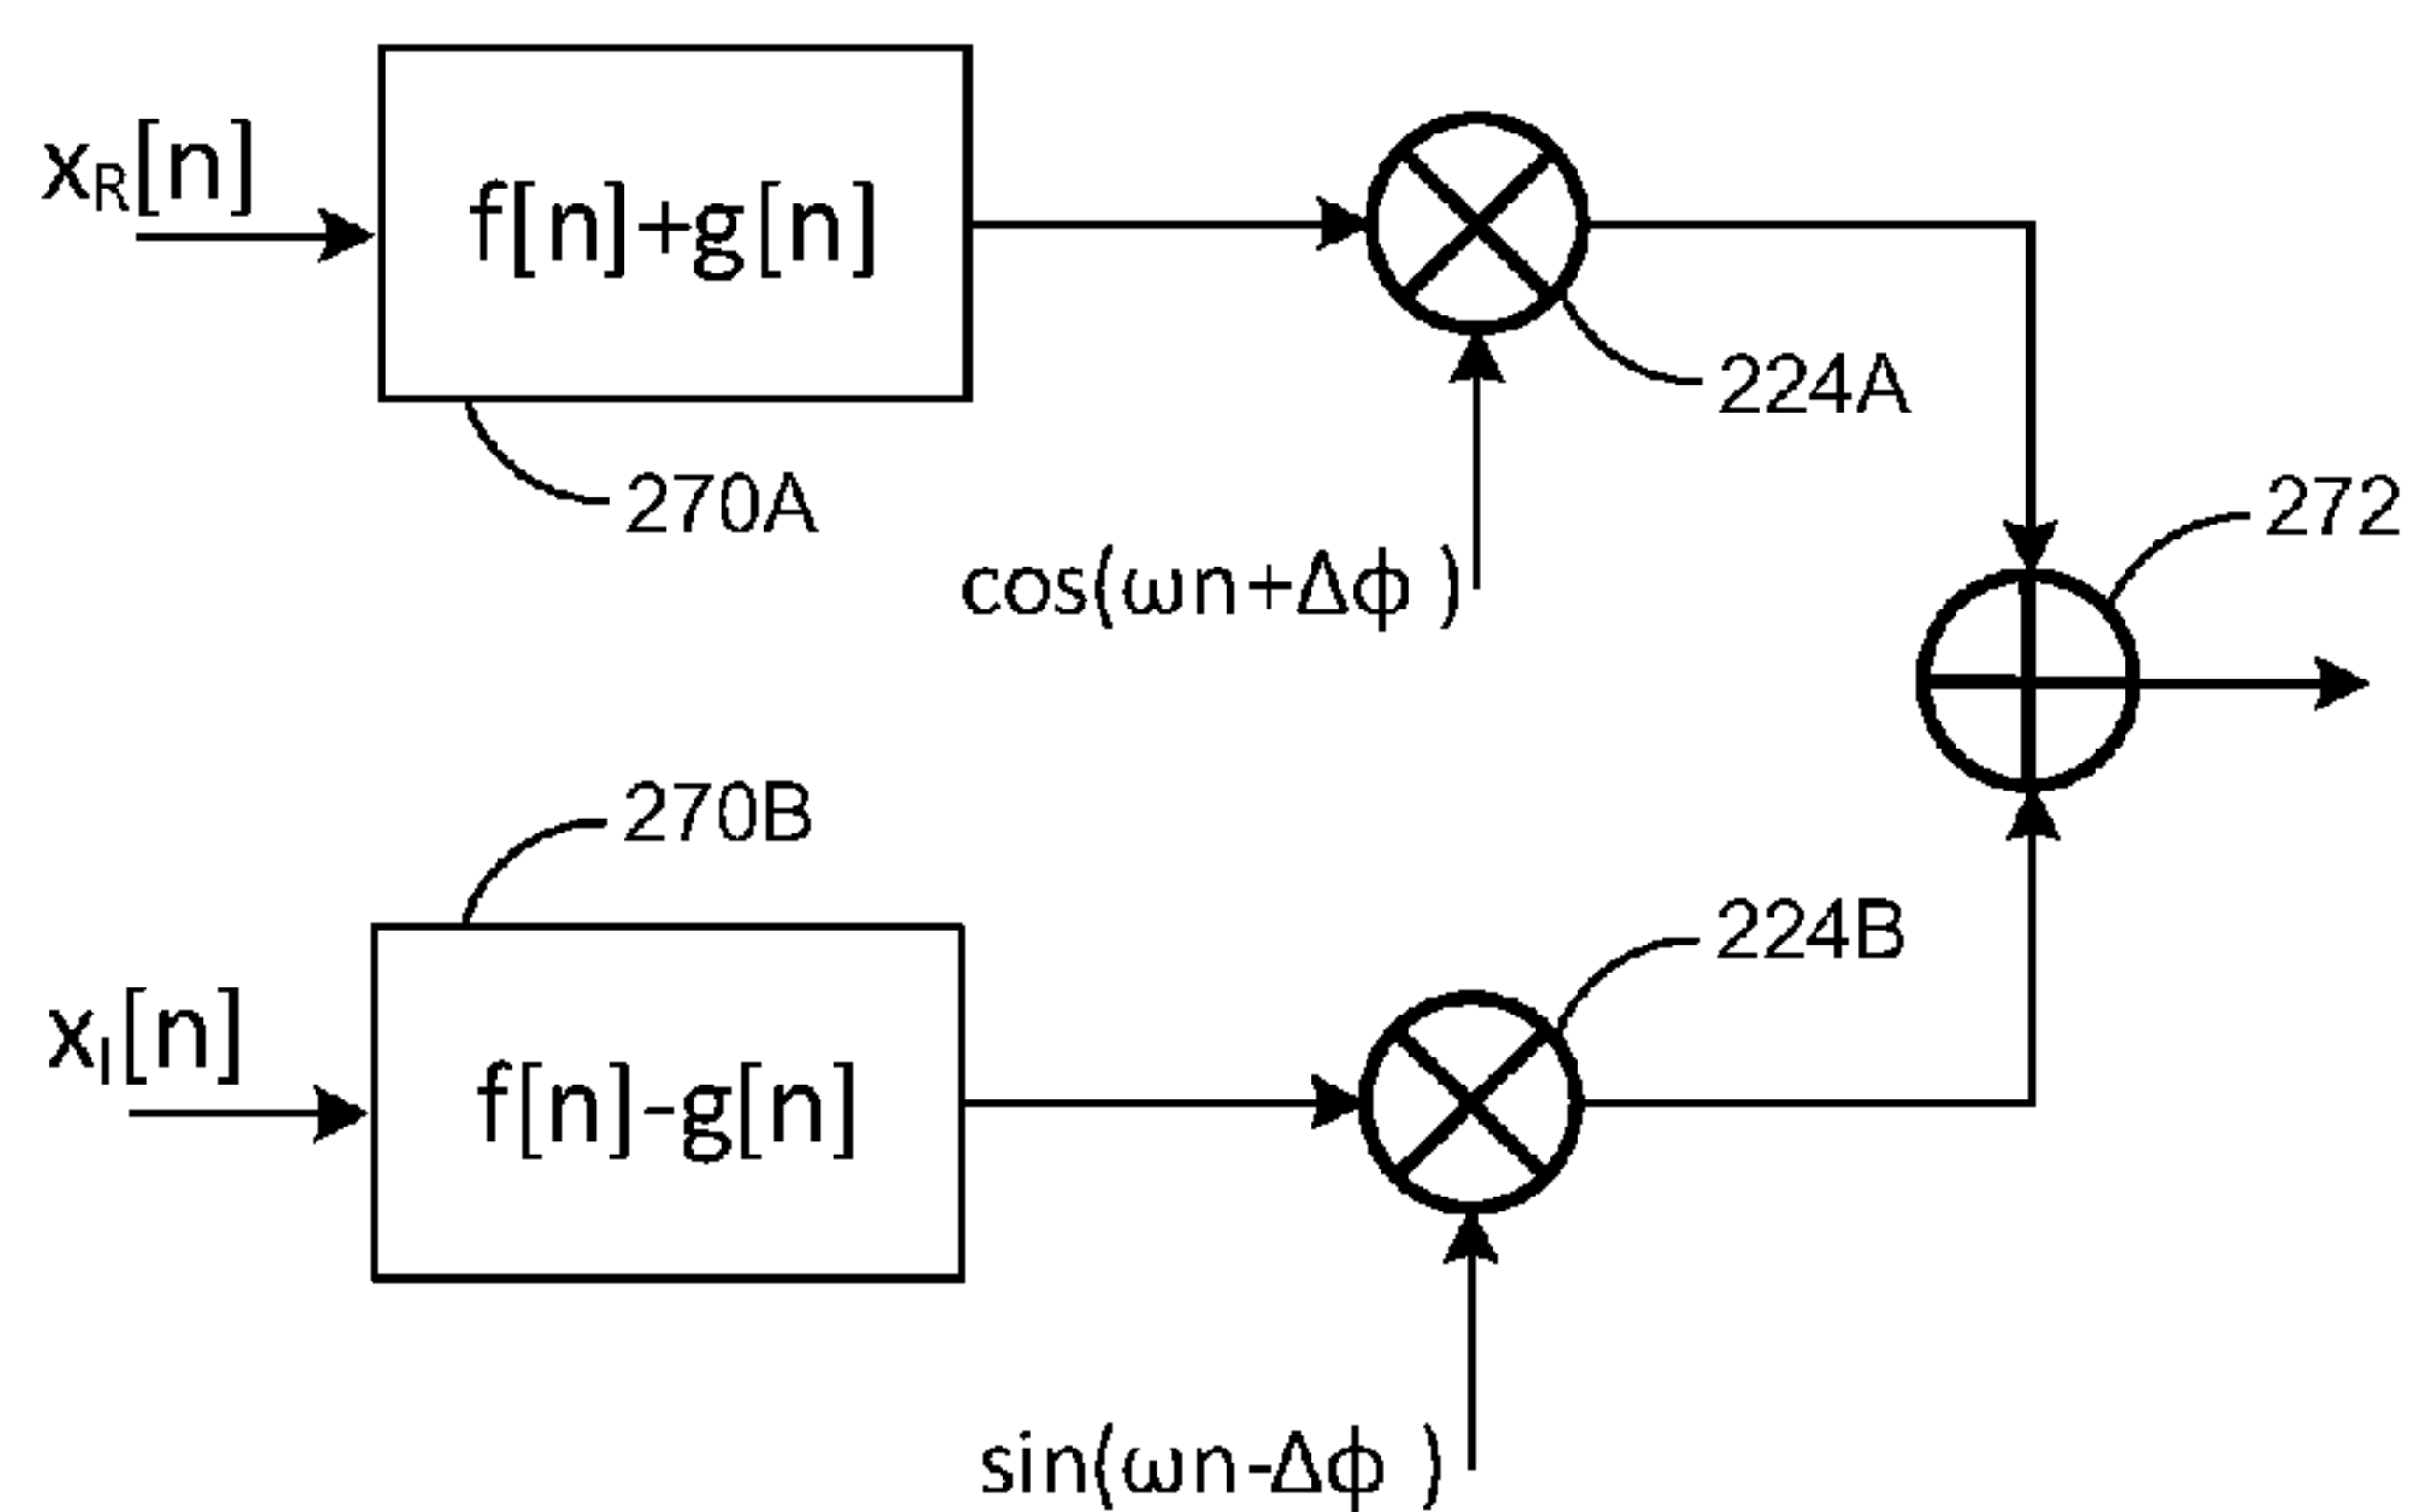 xR[n]
f[n]+g[n]
224A
270A
272
cos(ωn+Δϕ )
270B
224B
xI[n]
f[n]-g[n]
sin(ωn-Δϕ )